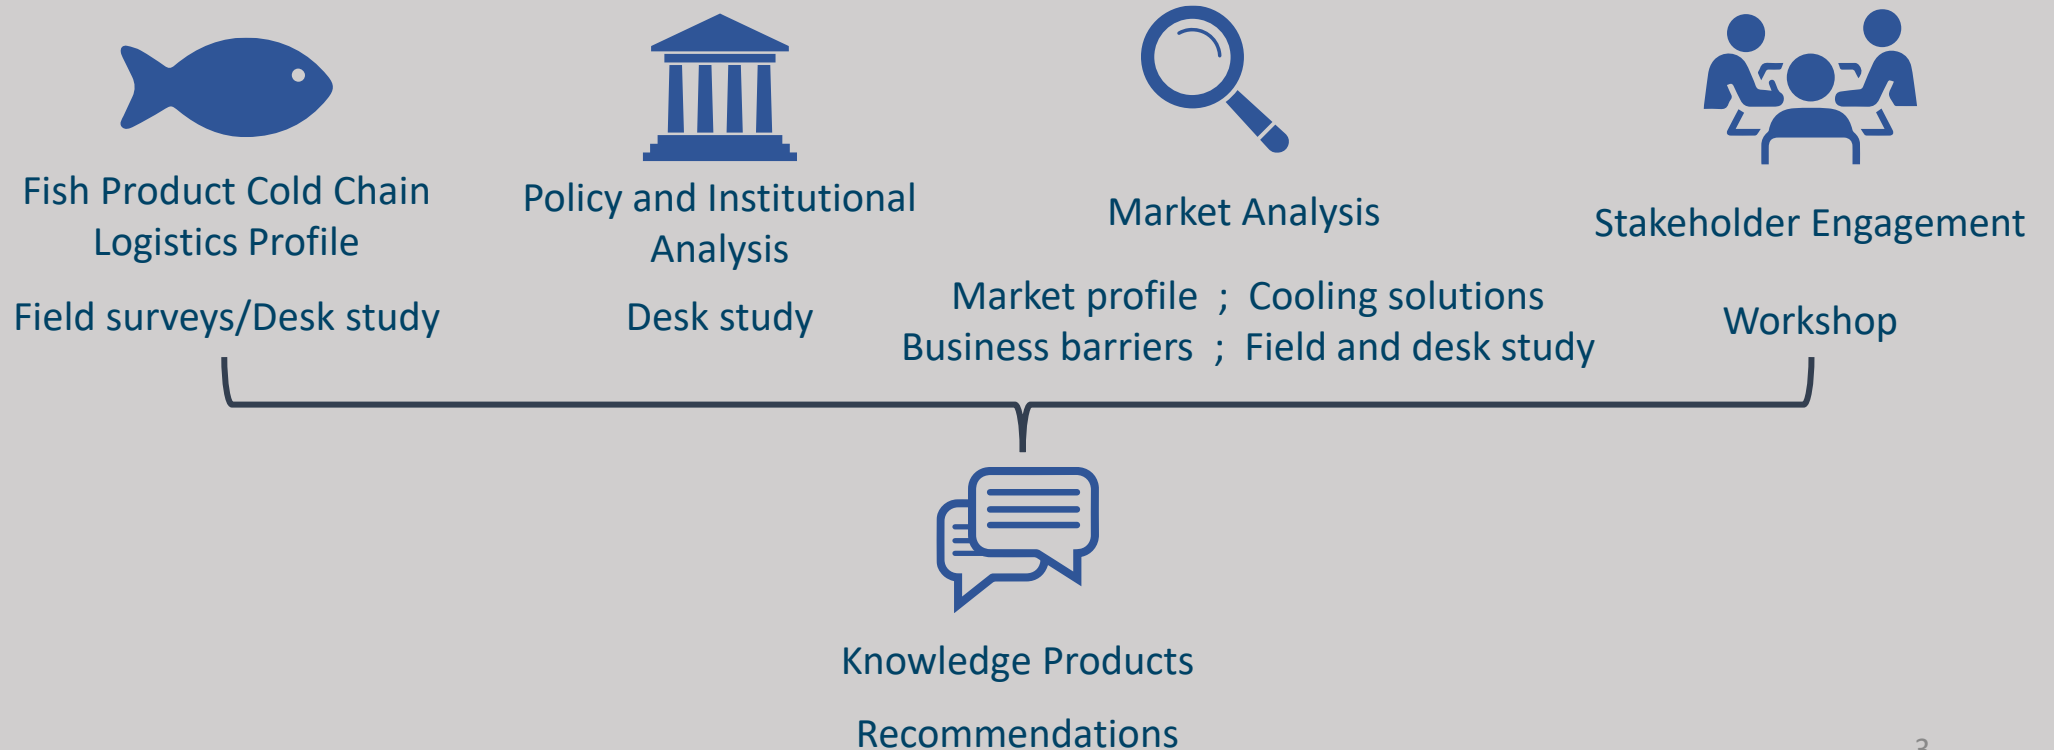 Fish Product Cold Chain
Logistics Profile
Field surveys/Desk study
Policy and Institutional
Analysis
Desk study
Market Analysis
Market profile ; Cooling solutions
Business barriers ; Field and desk study
Stakeholder Engagement
Workshop
Knowledge Products
Recommendations
3